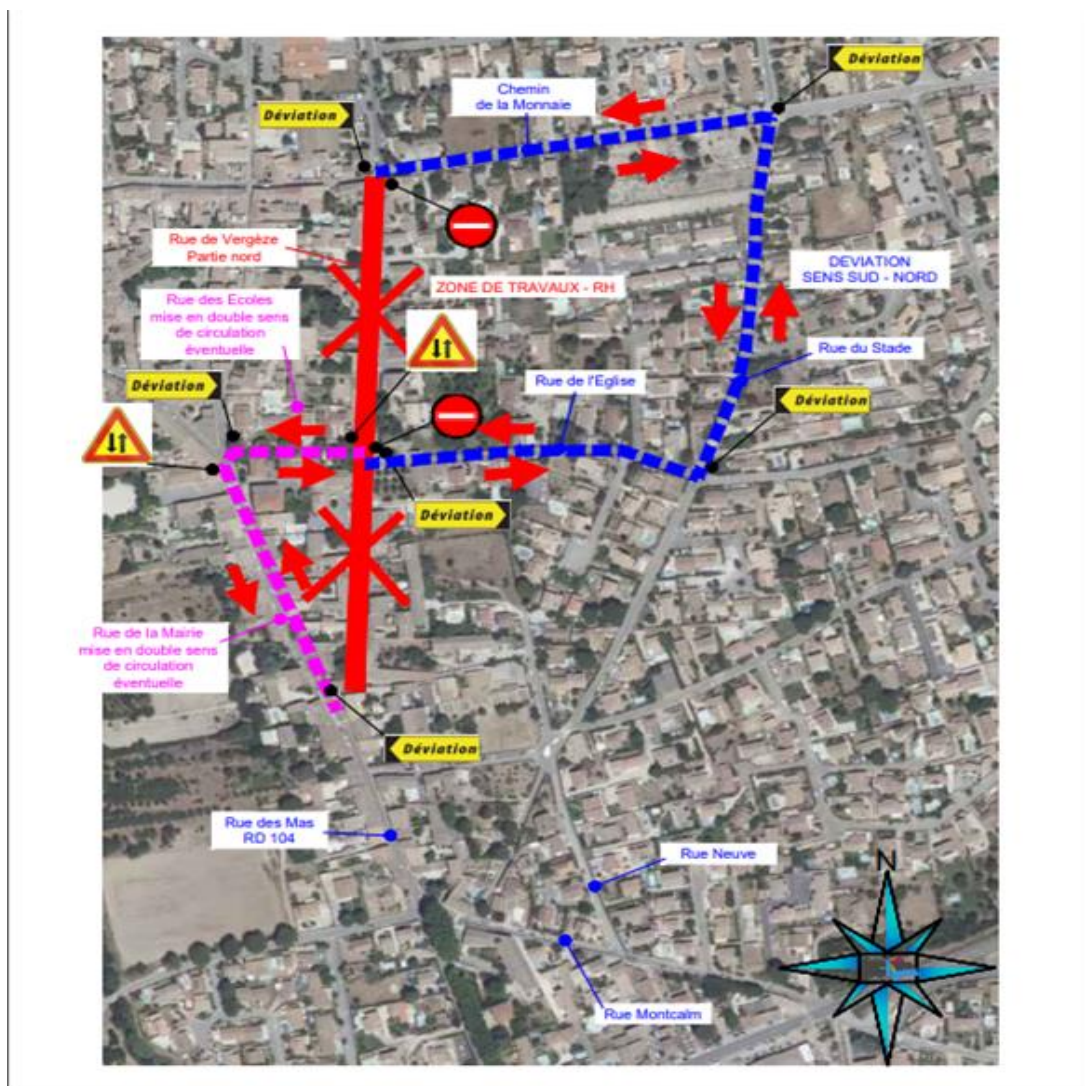 Déviation
Chemin
de la Monnaie
Déviation
Rue de Vergèze
Partie nord
ZONE DE TRAVAUX - RH
DEVIATION
SENS SUD - NORD
Rue des Ecoles
mise en double sens
de circulation
éventuelle
Rue du Stade
Déviation
Rue de l'Eglise
Déviation
Déviation
Rue de la Mairie
mise en double sens
de circulation
éventuelle
Déviation
Rue des Mas
RD 104
Rue Neuve
N
Rue Montcalm